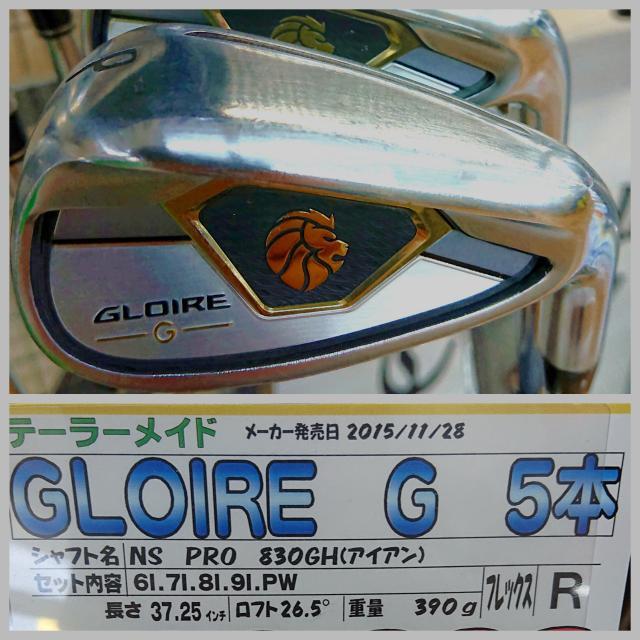 GLOIRE
G
テーラーメイド メーカー発売日 2015/11/28
GLOIRE G 5本
シャフト名 NS PRO 830GH(アイアン)
セット内容 6I.7I.8I.9I.PW
フレックス R
長さ 37.25インチ ロフト26.5° 重量 390g